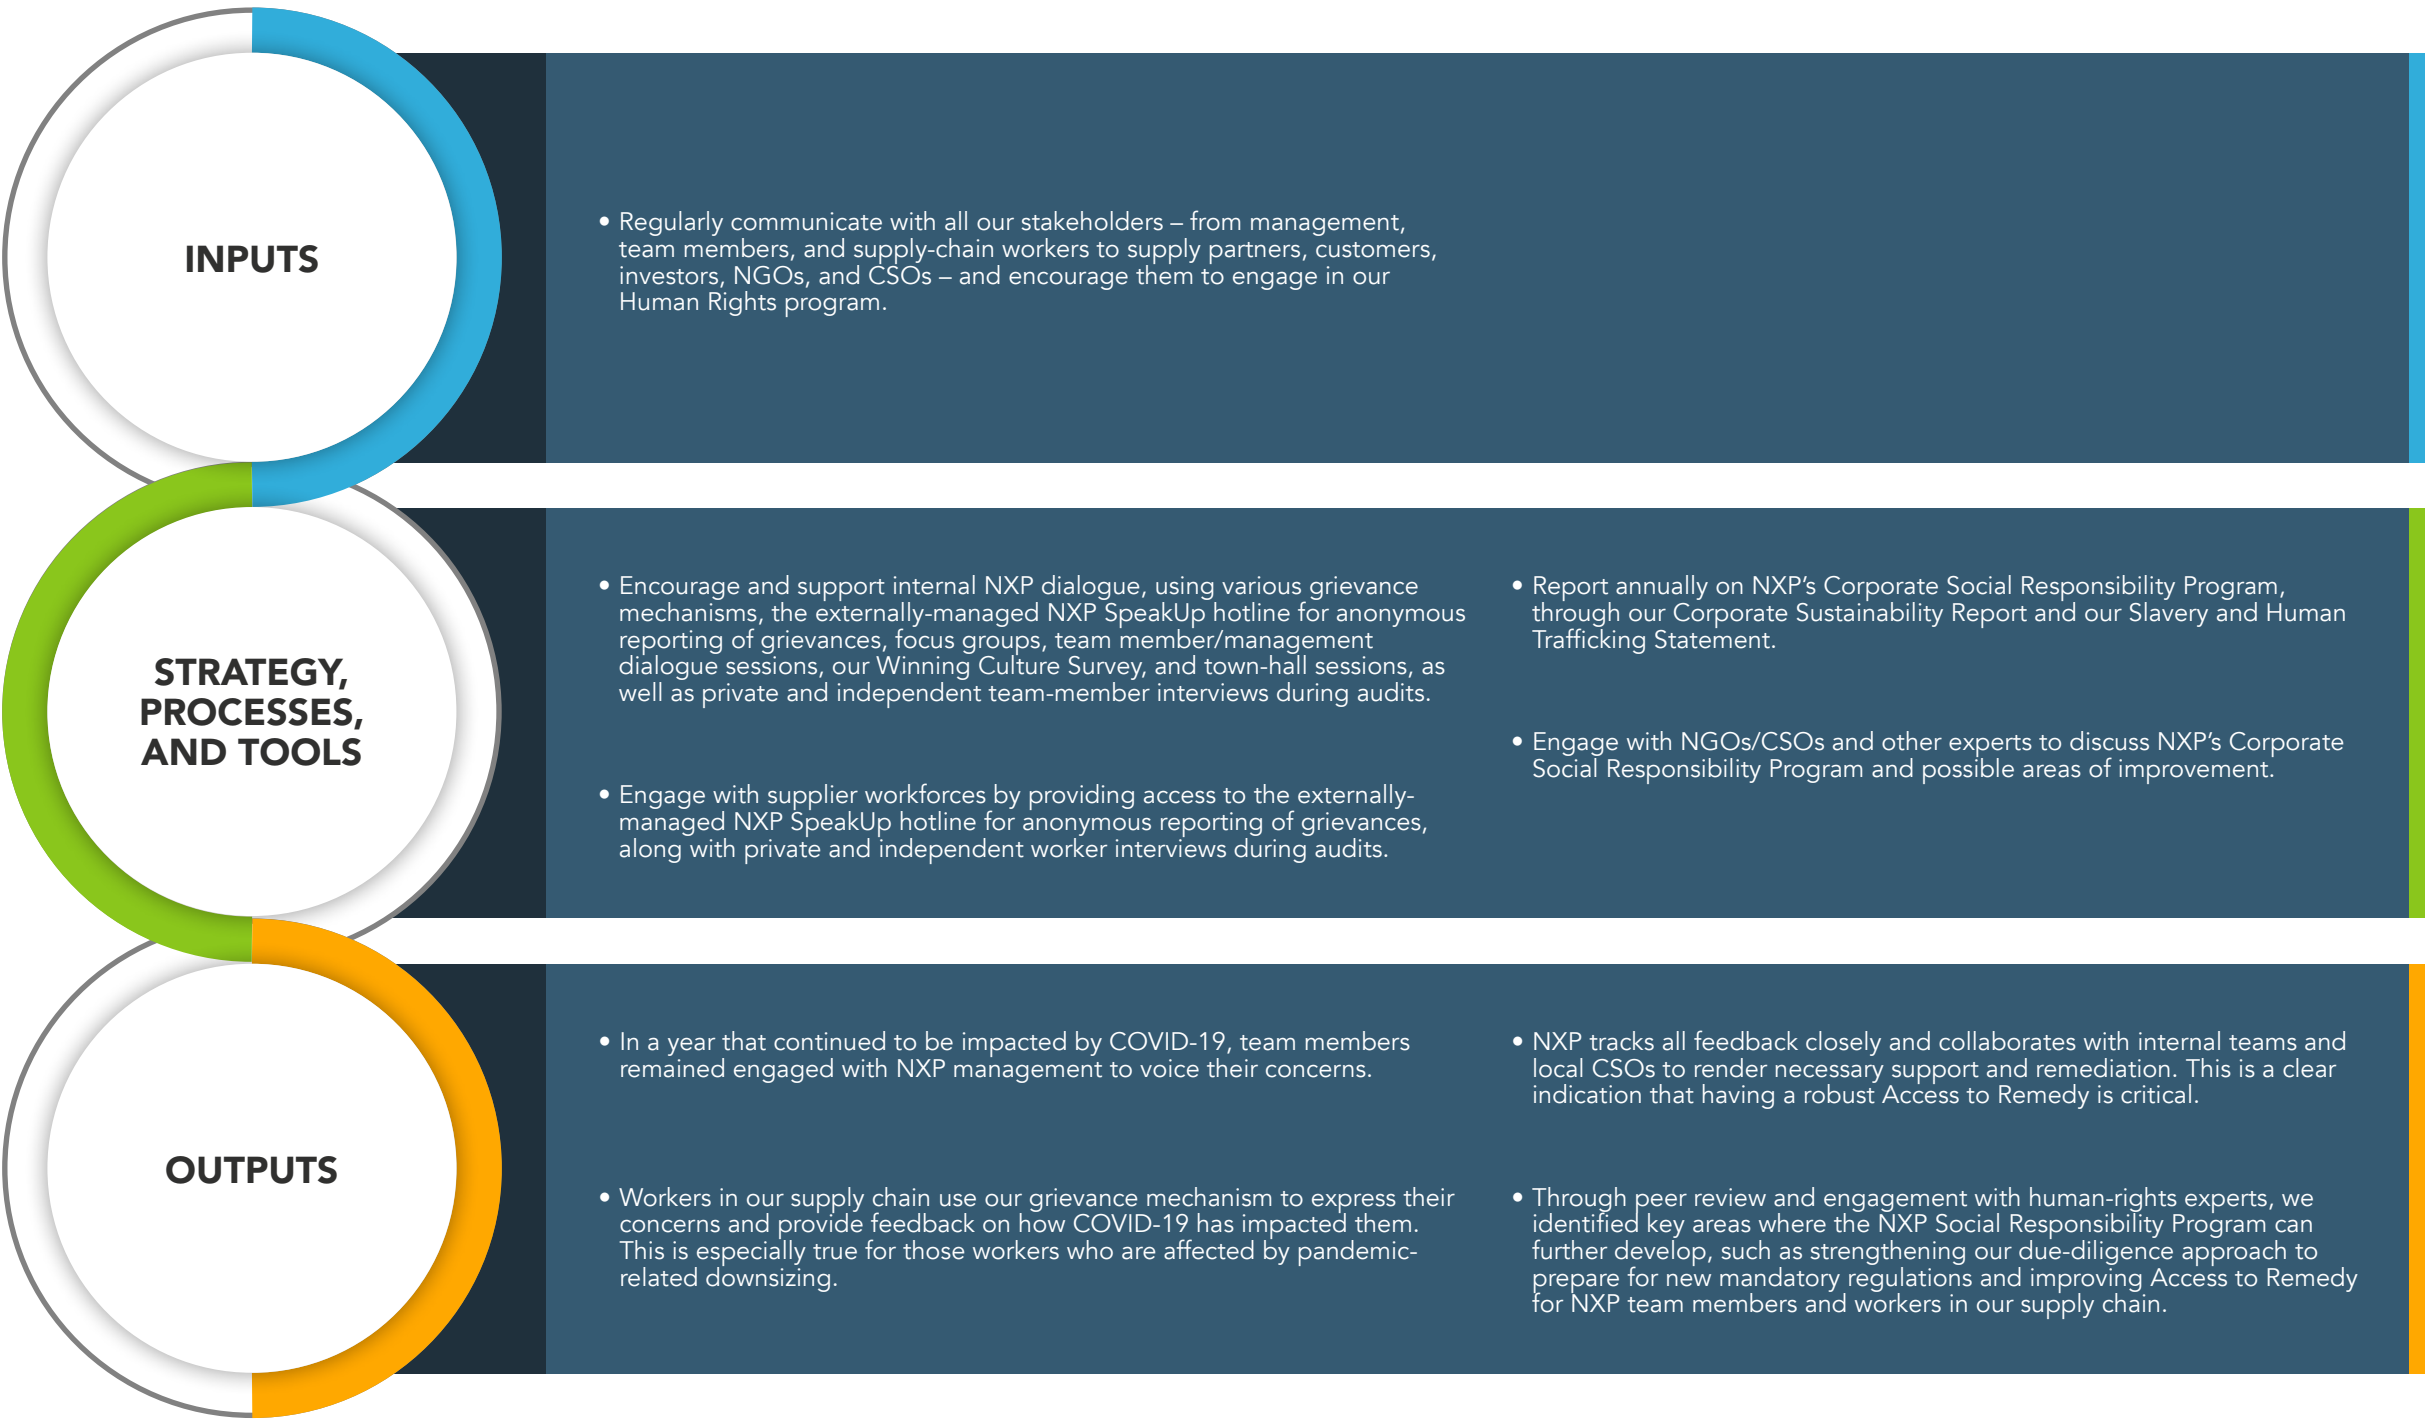 INPUTS
• Regularly communicate with all our stakeholders – from management,
team members, and supply-chain workers to supply partners, customers,
investors, NGOs, and CSOs – and encourage them to engage in our
Human Rights program.
STRATEGY,
PROCESSES,
AND TOOLS
• Encourage and support internal NXP dialogue, using various grievance
mechanisms, the externally-managed NXP SpeakUp hotline for anonymous
reporting of grievances, focus groups, team member/management
dialogue sessions, our Winning Culture Survey, and town-hall sessions, as
well as private and independent team-member interviews during audits.
• Engage with supplier workforces by providing access to the externally-
managed NXP SpeakUp hotline for anonymous reporting of grievances,
along with private and independent worker interviews during audits.
• Report annually on NXP’s Corporate Social Responsibility Program,
through our Corporate Sustainability Report and our Slavery and Human
Trafficking Statement.
• Engage with NGOs/CSOs and other experts to discuss NXP’s Corporate
Social Responsibility Program and possible areas of improvement.
OUTPUTS
• In a year that continued to be impacted by COVID-19, team members
remained engaged with NXP management to voice their concerns.
• Workers in our supply chain use our grievance mechanism to express their
concerns and provide feedback on how COVID-19 has impacted them.
This is especially true for those workers who are affected by pandemic-
related downsizing.
• NXP tracks all feedback closely and collaborates with internal teams and
local CSOs to render necessary support and remediation. This is a clear
indication that having a robust Access to Remedy is critical.
• Through peer review and engagement with human-rights experts, we
identified key areas where the NXP Social Responsibility Program can
further develop, such as strengthening our due-diligence approach to
prepare for new mandatory regulations and improving Access to Remedy
for NXP team members and workers in our supply chain.